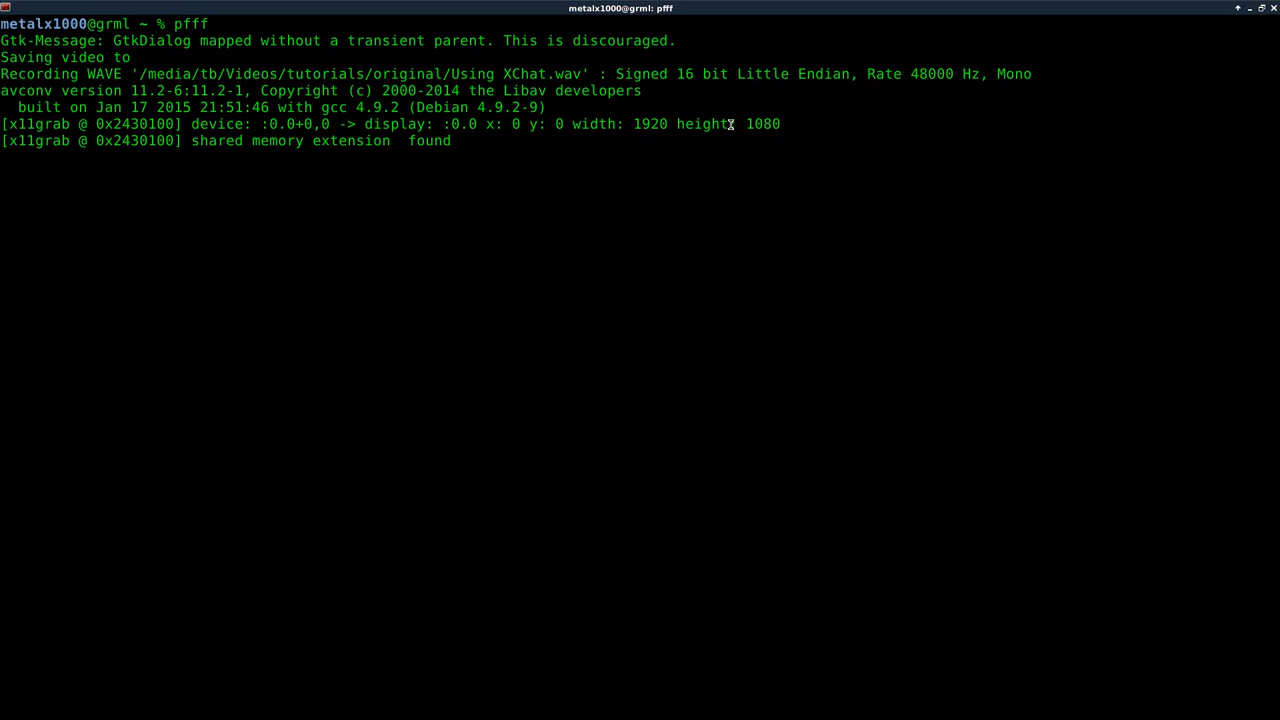 metalx1000@grml: pfff
metalx1000@grml ~ % pfff
Gtk-Message: GtkDialog mapped without a transient parent. This is discouraged.
Saving video to
Recording WAVE '/media/tb/Videos/tutorials/original/Using XChat.wav' : Signed 16 bit Little Endian, Rate 48000 Hz, Mono
avconv version 11.2-6:11.2-1, Copyright (c) 2000-2014 the Libav developers
  built on Jan 17 2015 21:51:46 with gcc 4.9.2 (Debian 4.9.2-9)
[x11grab @ 0x2430100] device: :0.0+0,0 -> display: :0.0 x: 0 y: 0 width: 1920 height: 1080
[x11grab @ 0x2430100] shared memory extension  found